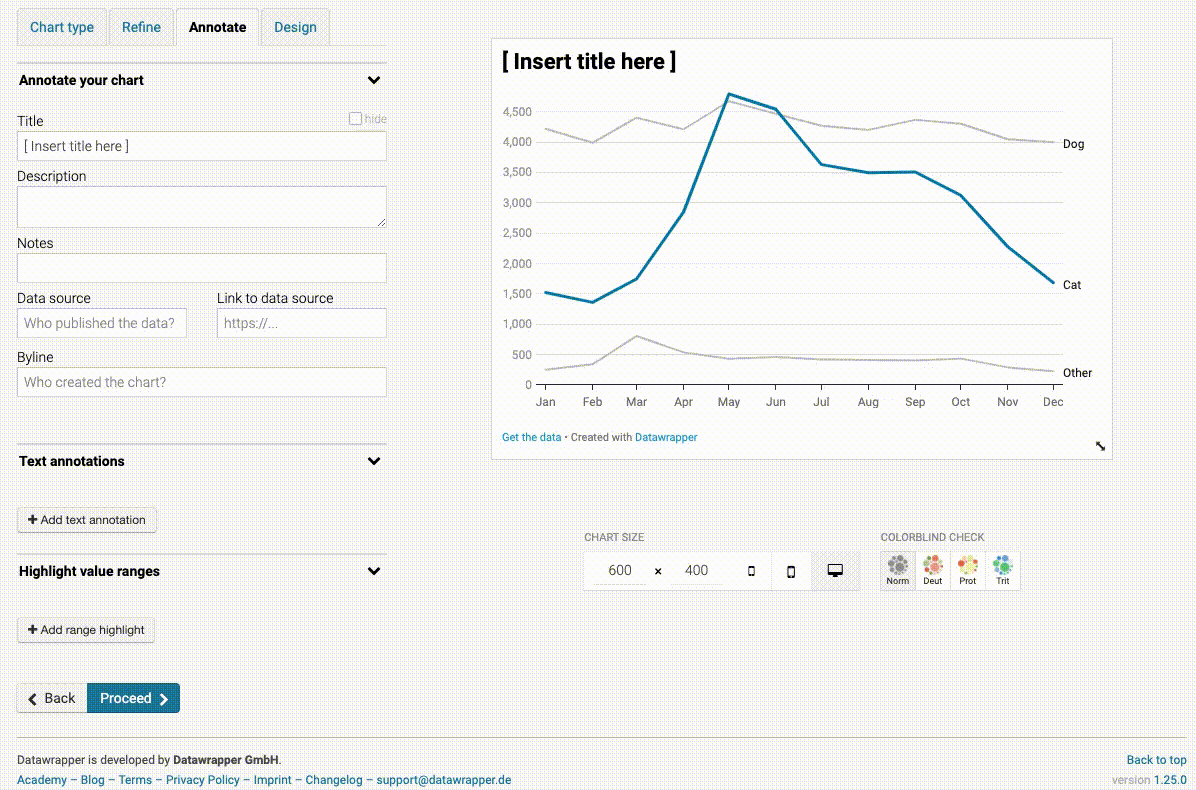 Chart type Refine Annotate Design
Annotate your chart
Title hide
[ Insert title here ]
Description
Notes
Data source Link to data source
Who published the data? https://...
Byline
Who created the chart?
Text annotations
+ Add text annotation
Highlight value ranges
+ Add range highlight
Back Proceed
[ Insert title here ]
4,500
4,000
3,500
3,000
2,500
2,000
1,500
1,000
500
0
Dog
Cat
Other
Jan Feb Mar Apr May Jun Jul Aug Sep Oct Nov Dec
Get the data • Created with Datawrapper
CHART SIZE
600 × 400
COLORBLIND CHECK
Norm Deut Prot Trit
Datawrapper is developed by Datawrapper GmbH.
Academy – Blog – Terms – Privacy Policy – Imprint – Changelog – support@datawrapper.de
Back to top
version 1.25.0